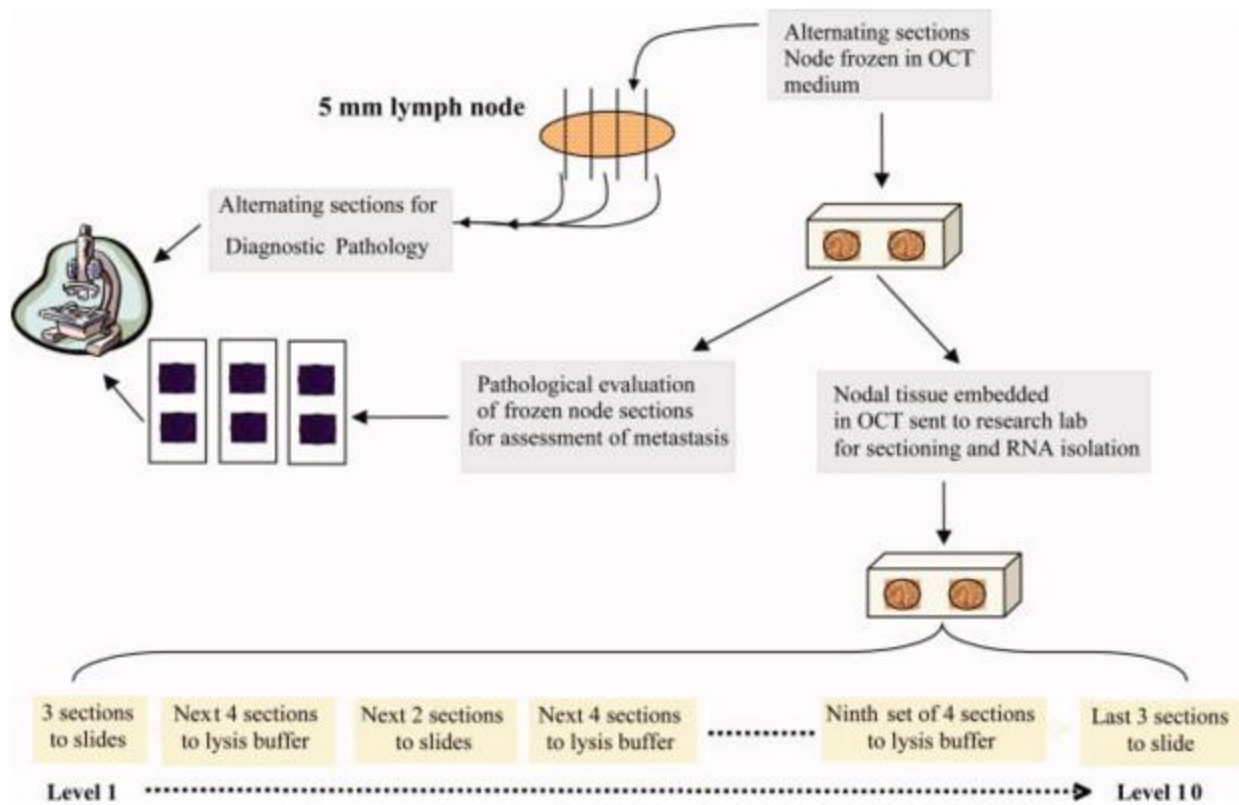 Alternating sections
Node frozen in OCT
medium
5 mm lymph node
Alternating sections for
Diagnostic Pathology
Pathological evaluation
of frozen node sections
for assessment of metastasis
Nodal tissue embedded
in OCT sent to research lab
for sectioning and RNA isolation
3 sections
to slides
Next 4 sections
to lysis buffer
Next 2 sections
to slides
Next 4 sections
to lysis buffer
Ninth set of 4 sections
to lysis buffer
Last 3 sections
to slide
Level 1
Level 10